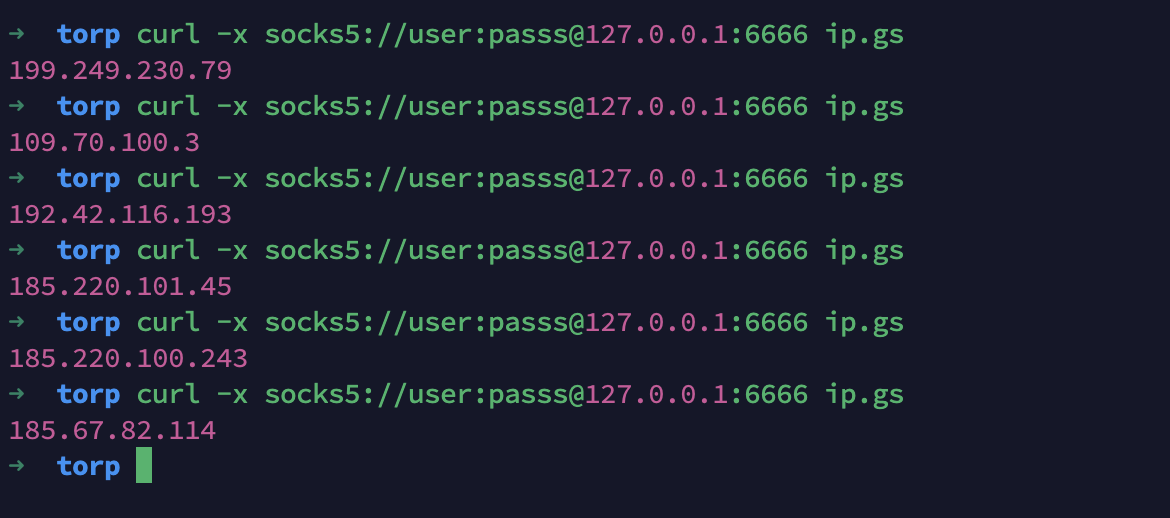 ➜ torp curl -x socks5://user:passs@127.0.0.1:6666 ip.gs
199.249.230.79
➜ torp curl -x socks5://user:passs@127.0.0.1:6666 ip.gs
109.70.100.3
➜ torp curl -x socks5://user:passs@127.0.0.1:6666 ip.gs
192.42.116.193
➜ torp curl -x socks5://user:passs@127.0.0.1:6666 ip.gs
185.220.101.45
➜ torp curl -x socks5://user:passs@127.0.0.1:6666 ip.gs
185.220.100.243
➜ torp curl -x socks5://user:passs@127.0.0.1:6666 ip.gs
185.67.82.114
➜ torp